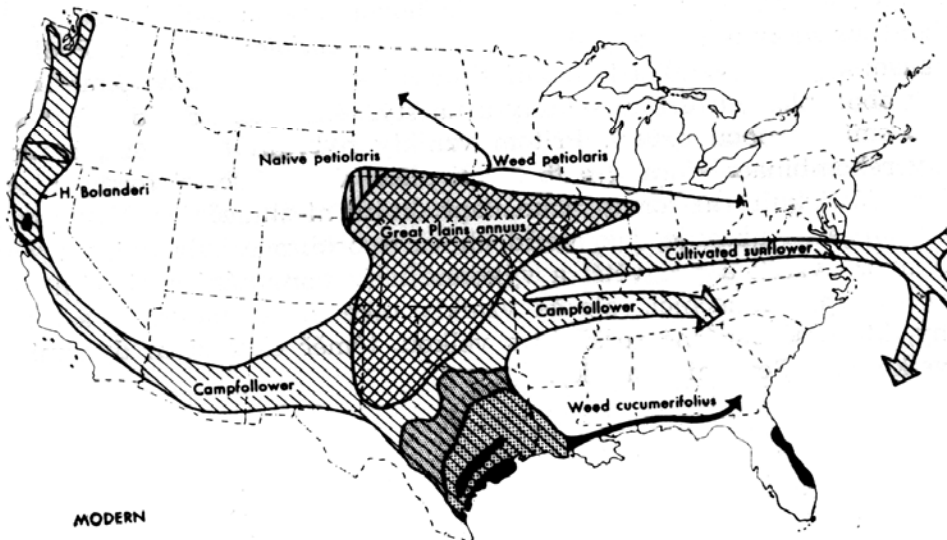 Native petiolaris
Weed petiolaris
H. Bolanderi
Great Plains annuus
Cultivated sunflower
Campfollower
Campfollower
Weed cucumerifolius
MODERN